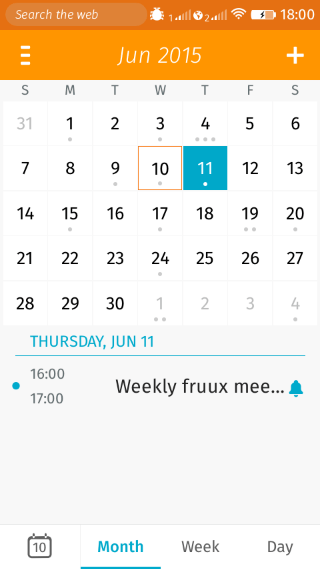 Search the web 1 2 18:00
Jun 2015
S M T W T F S
31 1 2 3 4 5 6
7 8 9 10 11 12 13
14 15 16 17 18 19 20
21 22 23 24 25 26 27
28 29 30 1 2 3 4
THURSDAY, JUN 11
16:00
Weekly fruux mee...
17:00
10 Month Week Day